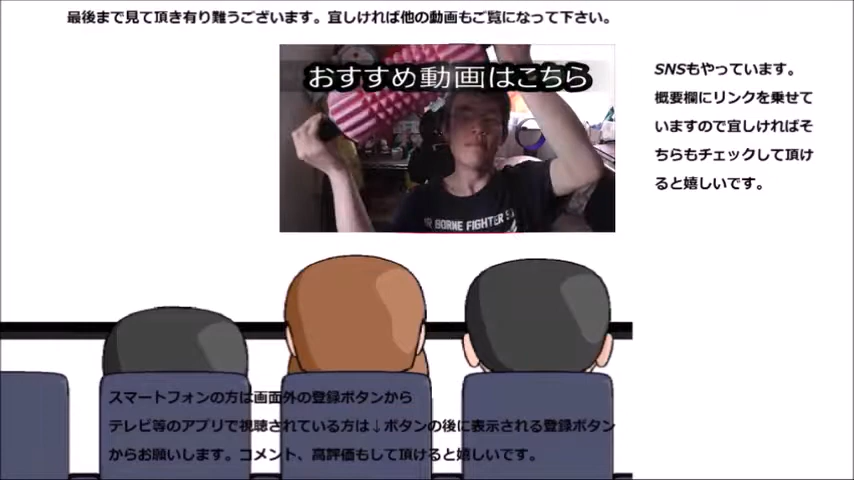 最後まで見て頂き有り難うございます。宜しければ他の動画もご覧になって下さい。
おすすめ動画はこちら
BORNE FIGHTER
SNSもやっています。
概要欄にリンクを乗せて
いますので宜しければそ
ちらもチェックして頂け
ると嬉しいです。
スマートフォンの方は画面外の登録ボタンから
テレビ等のアプリで視聴されている方は↓ボタンの後に表示される登録ボタン
からお願いします。コメント、高評価もして頂けると嬉しいです。